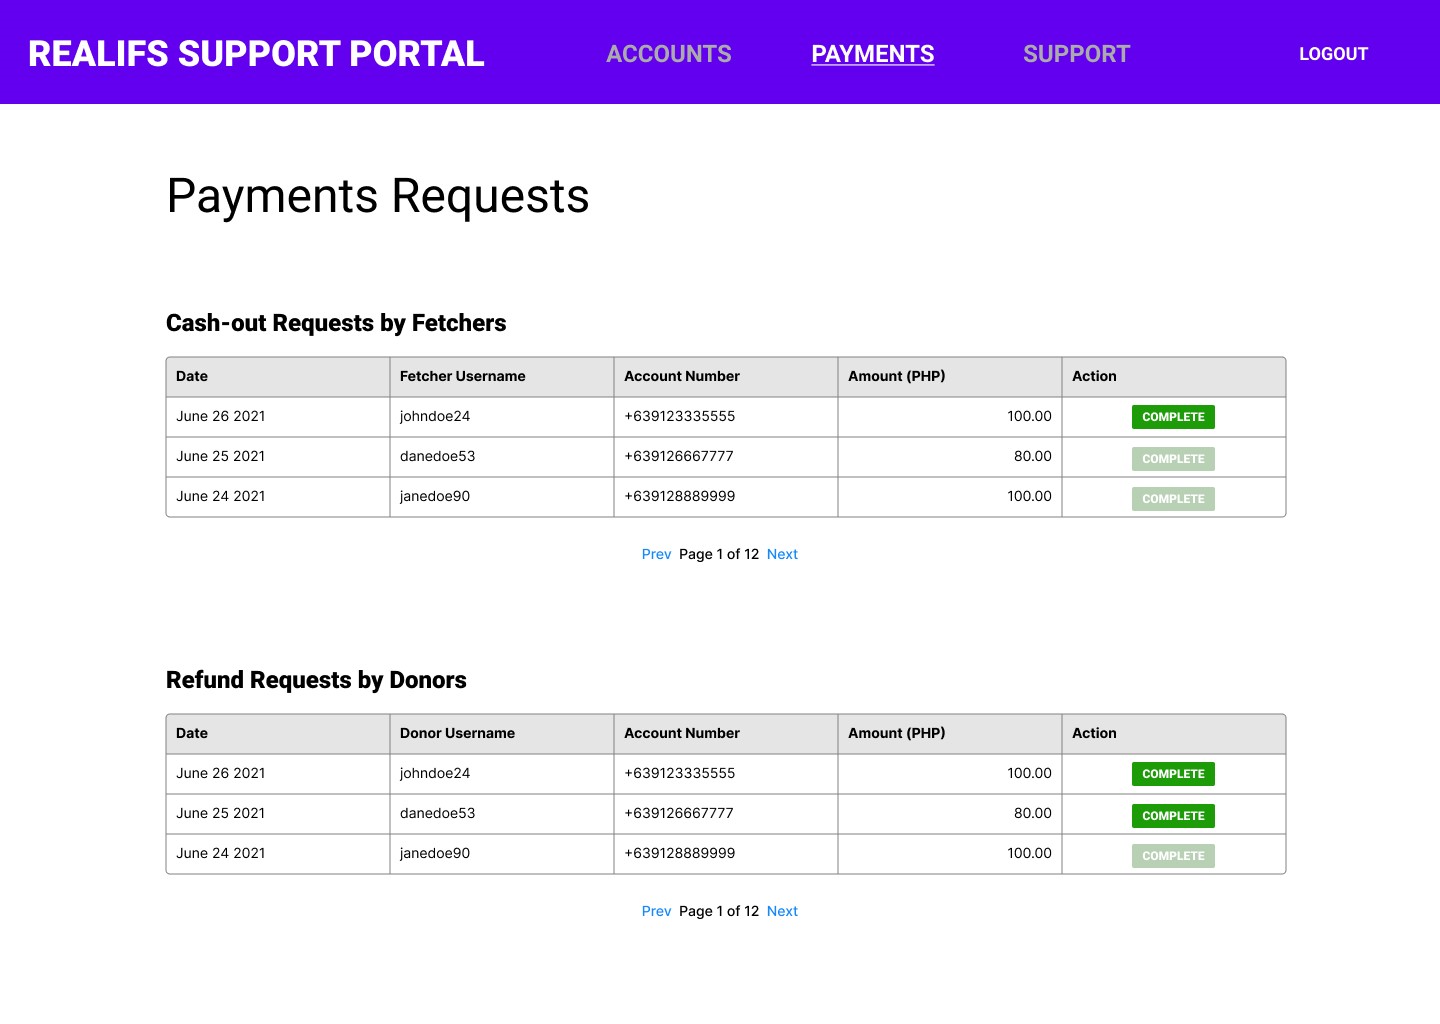 REALIFS SUPPORT PORTAL ACCOUNTS PAYMENTS SUPPORT LOGOUT
Payments Requests
Cash-out Requests by Fetchers
Date Fetcher Username Account Number Amount (PHP) Action
June 26 2021 johndoe24 +639123335555 100.00 COMPLETE
June 25 2021 danedoe53 +639126667777 80.00 COMPLETE
June 24 2021 janedoe90 +639128889999 100.00 COMPLETE
Prev Page 1 of 12 Next
Refund Requests by Donors
Date Donor Username Account Number Amount (PHP) Action
June 26 2021 johndoe24 +639123335555 100.00 COMPLETE
June 25 2021 danedoe53 +639126667777 80.00 COMPLETE
June 24 2021 janedoe90 +639128889999 100.00 COMPLETE
Prev Page 1 of 12 Next